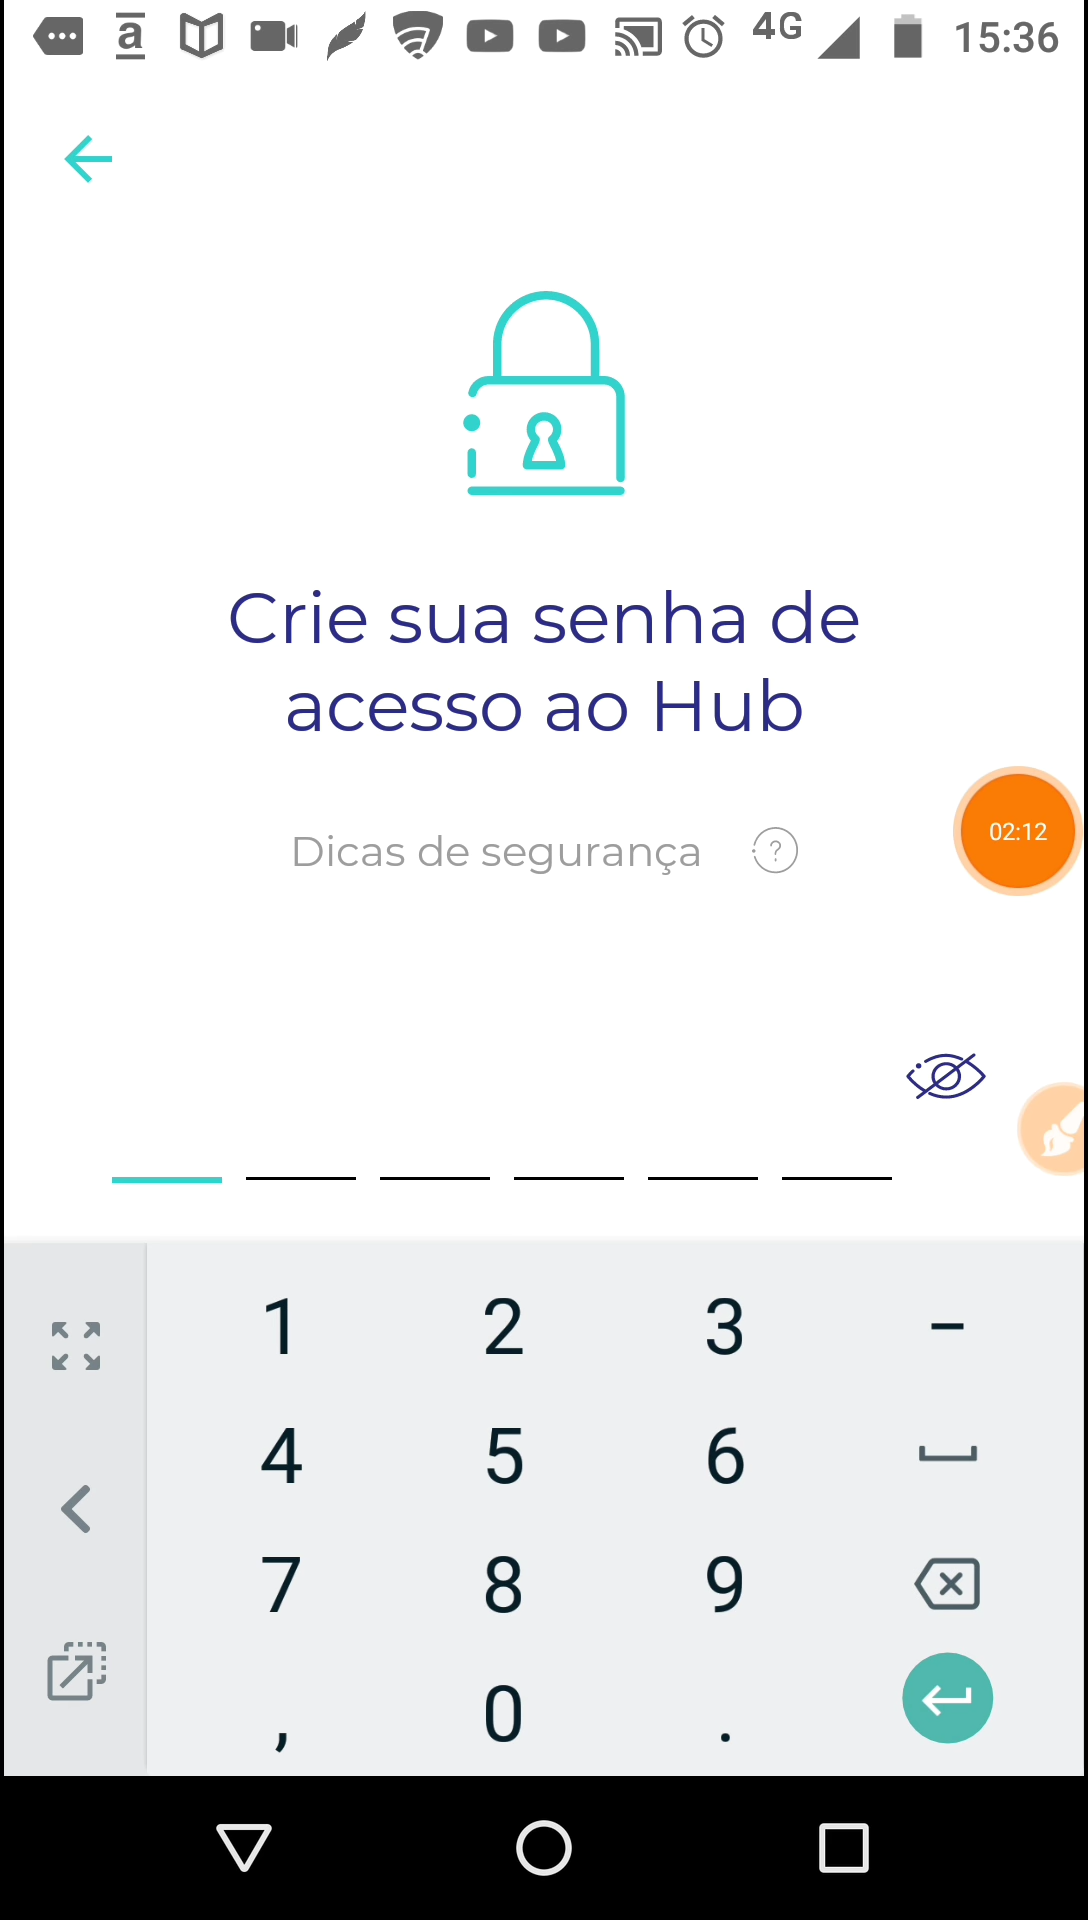 a 4G 15:36
Crie sua senha de
acesso ao Hub
Dicas de segurança ?
02:12
1 2 3 –
4 5 6
7 8 9
, 0 .